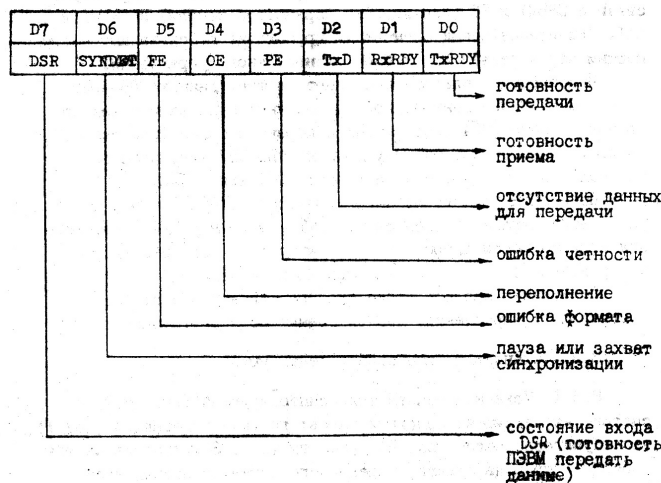 D7 D6 D5 D4 D3 D2 D1 D0
DSR SYNDET FE OE PE TxD RxRDY TxRDY
готовность
передачи
готовность
приема
отсутствие данных
для передачи
ошибка четности
переполнение
ошибка формата
пауза или захват
синхронизации
состояние входа
DSR (готовность
ПЭВМ передать
данные)